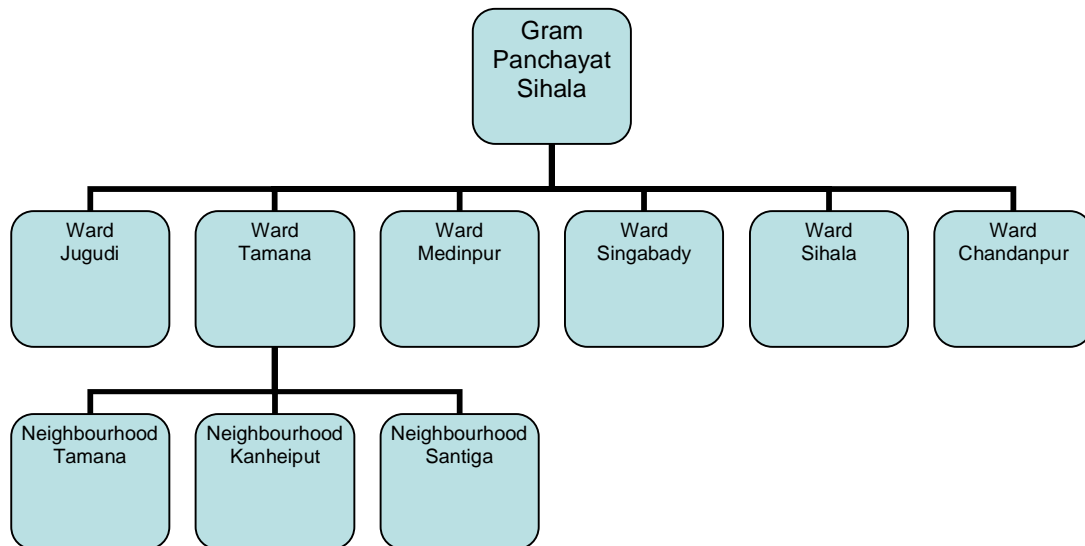 Gram
Panchayat
Sihala
Ward
Jugudi
Ward
Tamana
Ward
Medinpur
Ward
Singabady
Ward
Sihala
Ward
Chandanpur
Neighbourhood
Tamana
Neighbourhood
Kanheiput
Neighbourhood
Santiga